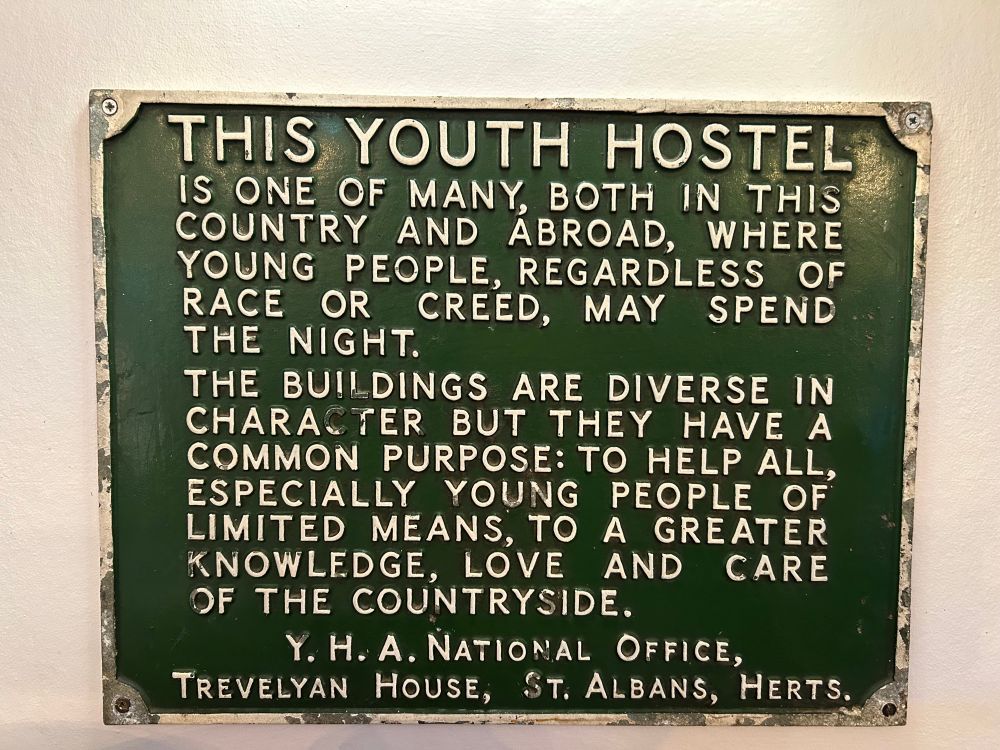 THIS YOUTH HOSTEL
IS ONE OF MANY, BOTH IN THIS
COUNTRY AND ABROAD, WHERE
YOUNG PEOPLE, REGARDLESS OF
RACE OR CREED, MAY SPEND
THE NIGHT.
THE BUILDINGS ARE DIVERSE IN
CHARACTER BUT THEY HAVE A
COMMON PURPOSE: TO HELP ALL,
ESPECIALLY YOUNG PEOPLE OF
LIMITED MEANS, TO A GREATER
KNOWLEDGE, LOVE AND CARE
OF THE COUNTRYSIDE.
Y. H. A. NATIONAL OFFICE,
TREVELYAN HOUSE, ST. ALBANS, HERTS.